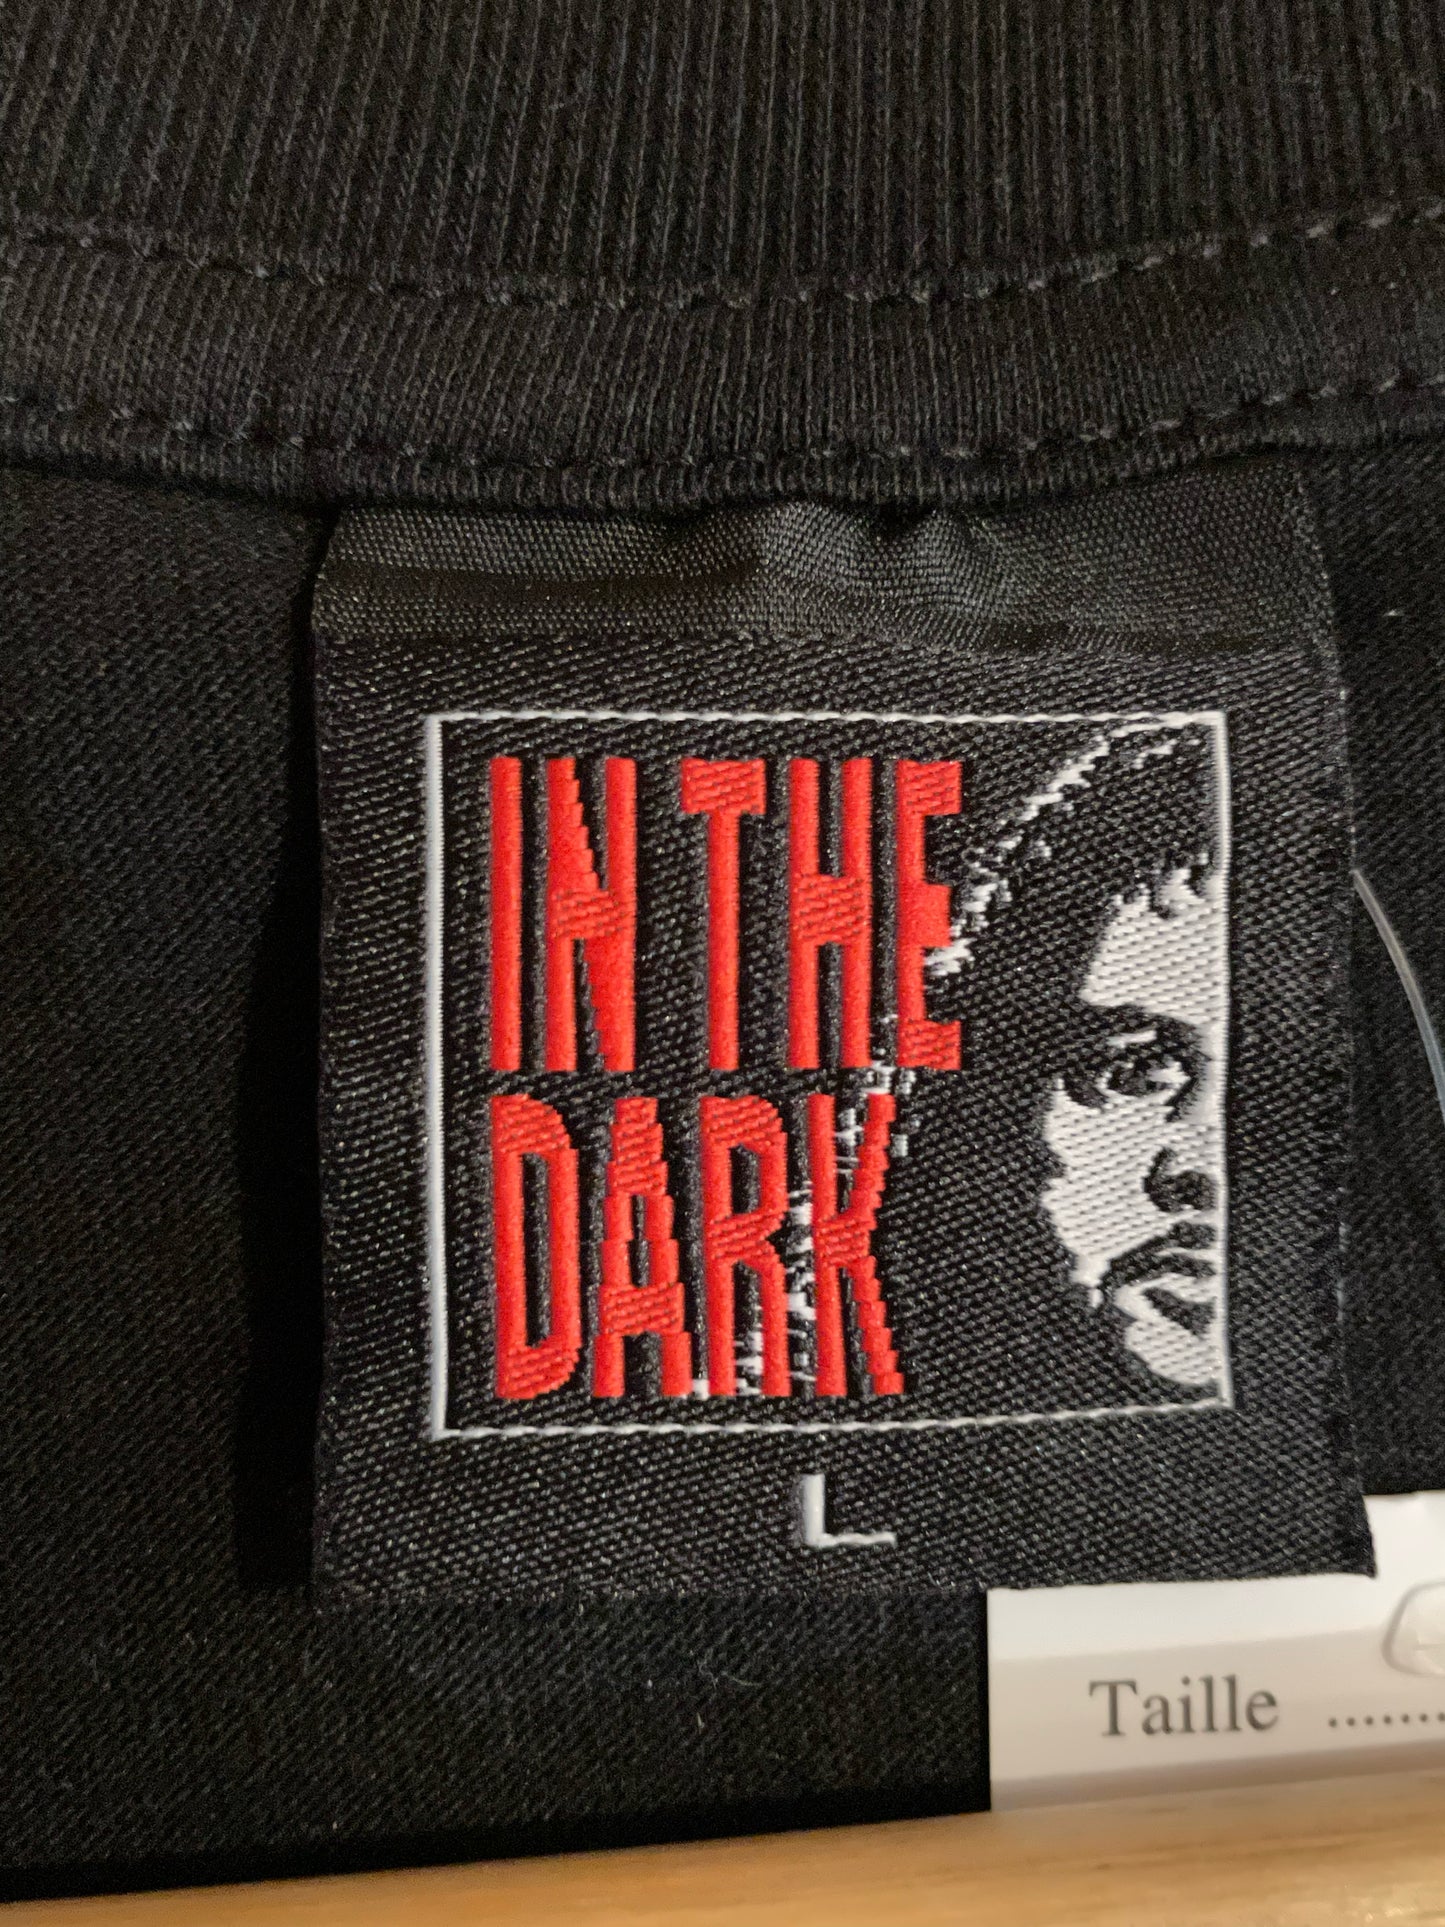 IN THE
DARK
L
Taille ........